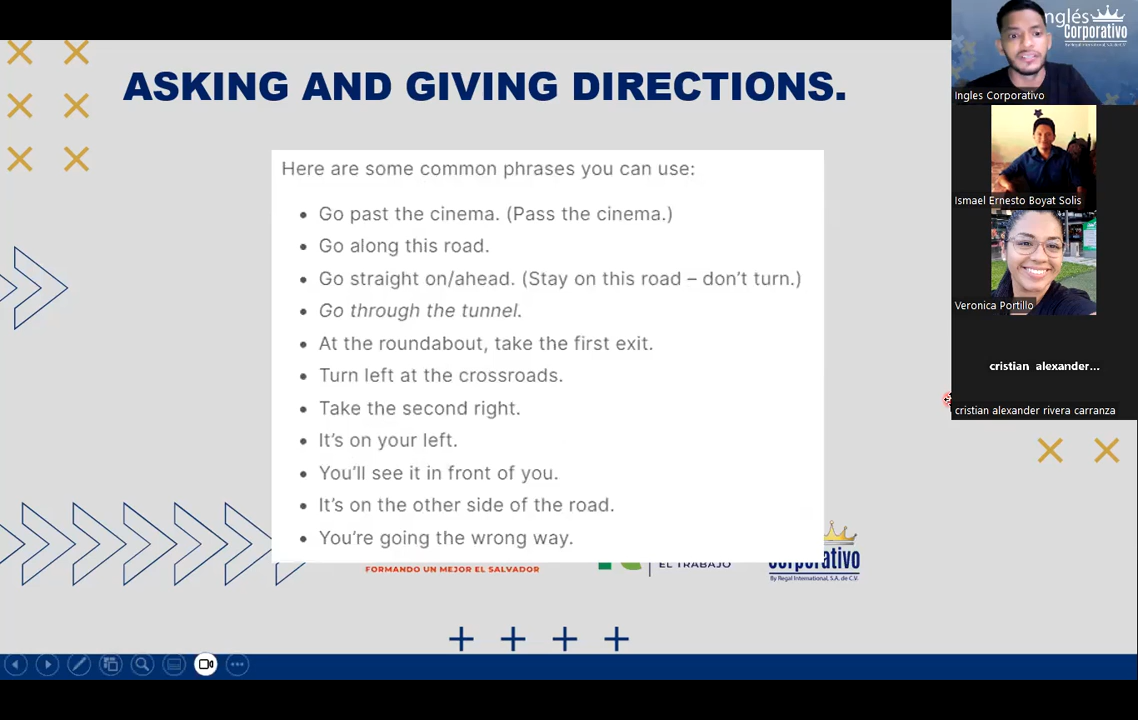 ASKING AND GIVING DIRECTIONS.
Here are some common phrases you can use:
• Go past the cinema. (Pass the cinema.)
• Go along this road.
• Go straight on/ahead. (Stay on this road – don't turn.)
• Go through the tunnel.
• At the roundabout, take the first exit.
• Turn left at the crossroads.
• Take the second right.
• It's on your left.
• You'll see it in front of you.
• It's on the other side of the road.
• You're going the wrong way.
FORMANDO UN MEJOR EL SALVADOR
EL TRABAJO
Corporativo
By Regal International, S.A. de C.V.
Inglés
Corporativo
By Regal International, S.A. de C.V.
Ingles Corporativo
Ismael Ernesto Boyat Solis
Veronica Portillo
cristian alexander...
cristian alexander rivera carranza